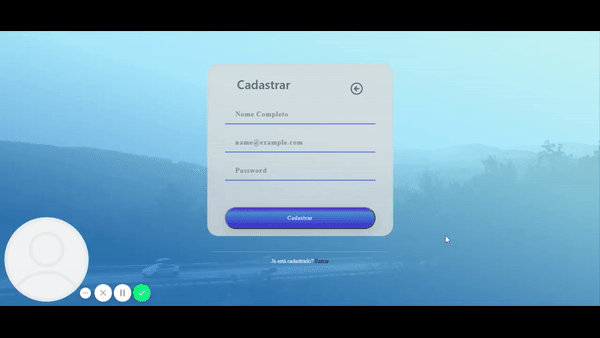 Cadastrar
Nome Completo
name@example.com
Password
Cadastrar
Já está cadastrado? Entrar